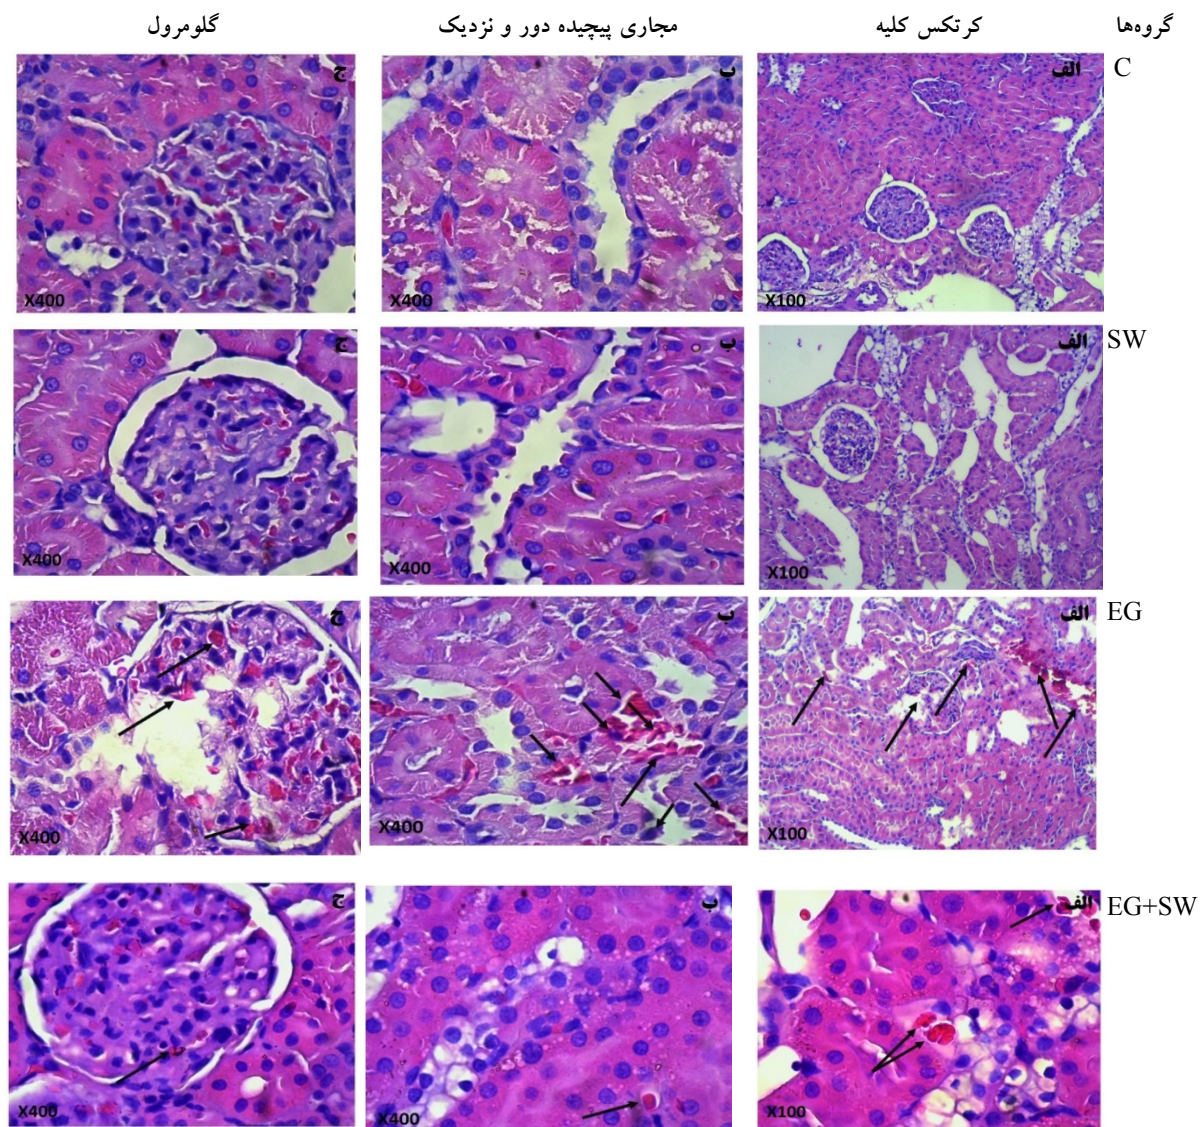 گروه‌ها کرتکس کلیه مجاری پیچیده دور و نزدیک گلومرول
C الف ب ج
X100 X400 X400
SW الف ب ج
X100 X400 X400
EG الف ب ج
X100 X400 X400
EG+SW الف ب ج
X100 X400 X400